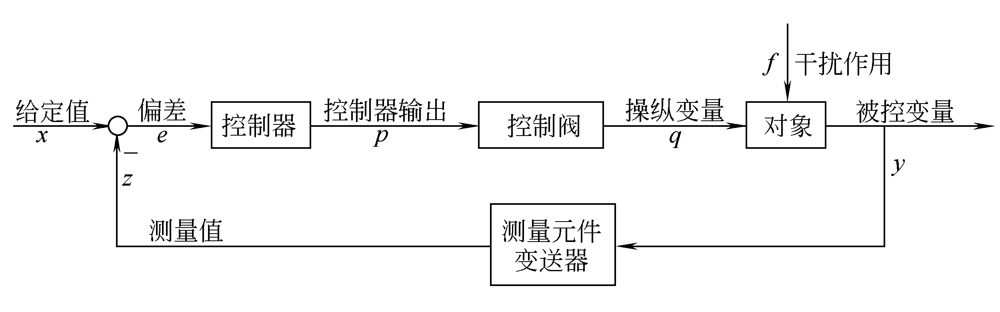 f 干扰作用
给定值
x
偏差
e
控制器
控制器输出
p
控制阀
操纵变量
q
对象
被控变量
y
−
z
测量值
测量元件
变送器